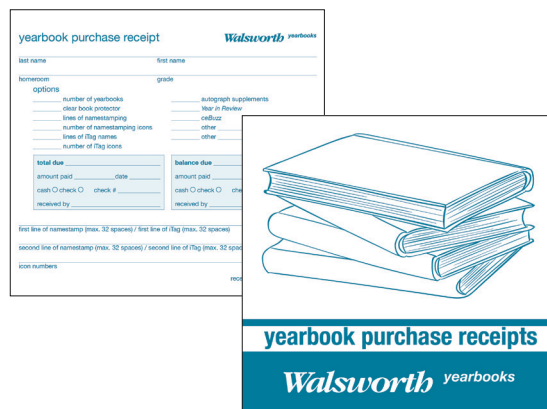 yearbook purchase receipt
Walsworth yearbooks
last name first name
homeroom grade
options
number of yearbooks
clear book protector
lines of namestamping
number of namestamping icons
lines of iTag names
number of iTag icons
autograph supplements
Year in Review
ceBuzz
other
other
total due
amount paid date
cash check check #
received by
balance due
amount paid
cash check
received by
first line of namestamp (max. 32 spaces) / first line of iTag (max. 32 spaces)
second line of namestamp (max. 32 spaces) / second line of iTag (max. 32
icon numbers
yearbook purchase receipts
Walsworth yearbooks